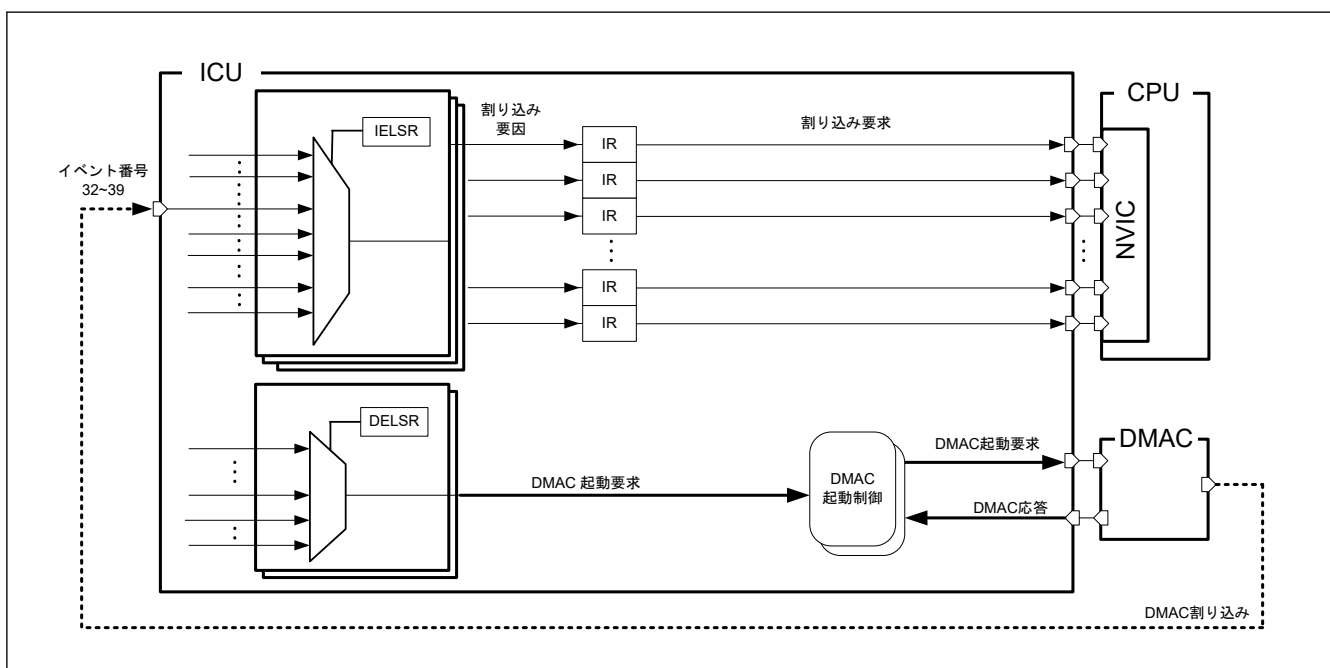 ICU
CPU
IELSR
割り込み
要因
割り込み要求
IR
IR
IR
IR
IR
NVIC
イベント番号
32~39
DELSR
DMAC 起動要求
DMAC
起動制御
DMAC起動要求
DMAC応答
DMAC
DMAC割り込み